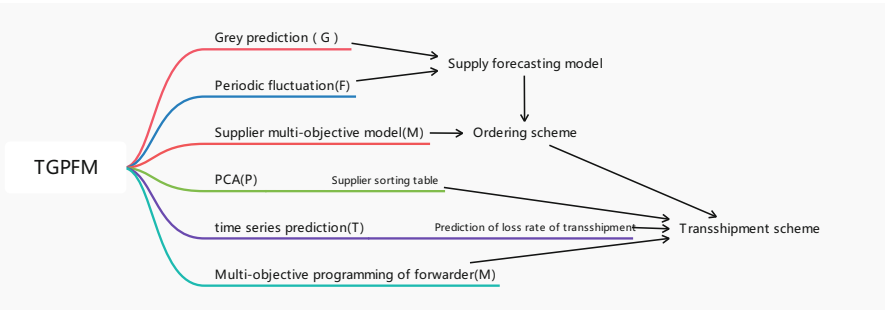 TGPFM
Grey prediction ( G )
Periodic fluctuation(F)
Supply forecasting model
Supplier multi-objective model(M)
Ordering scheme
PCA(P)
Supplier sorting table
time series prediction(T)
Prediction of loss rate of transshipment
Transshipment scheme
Multi-objective programming of forwarder(M)